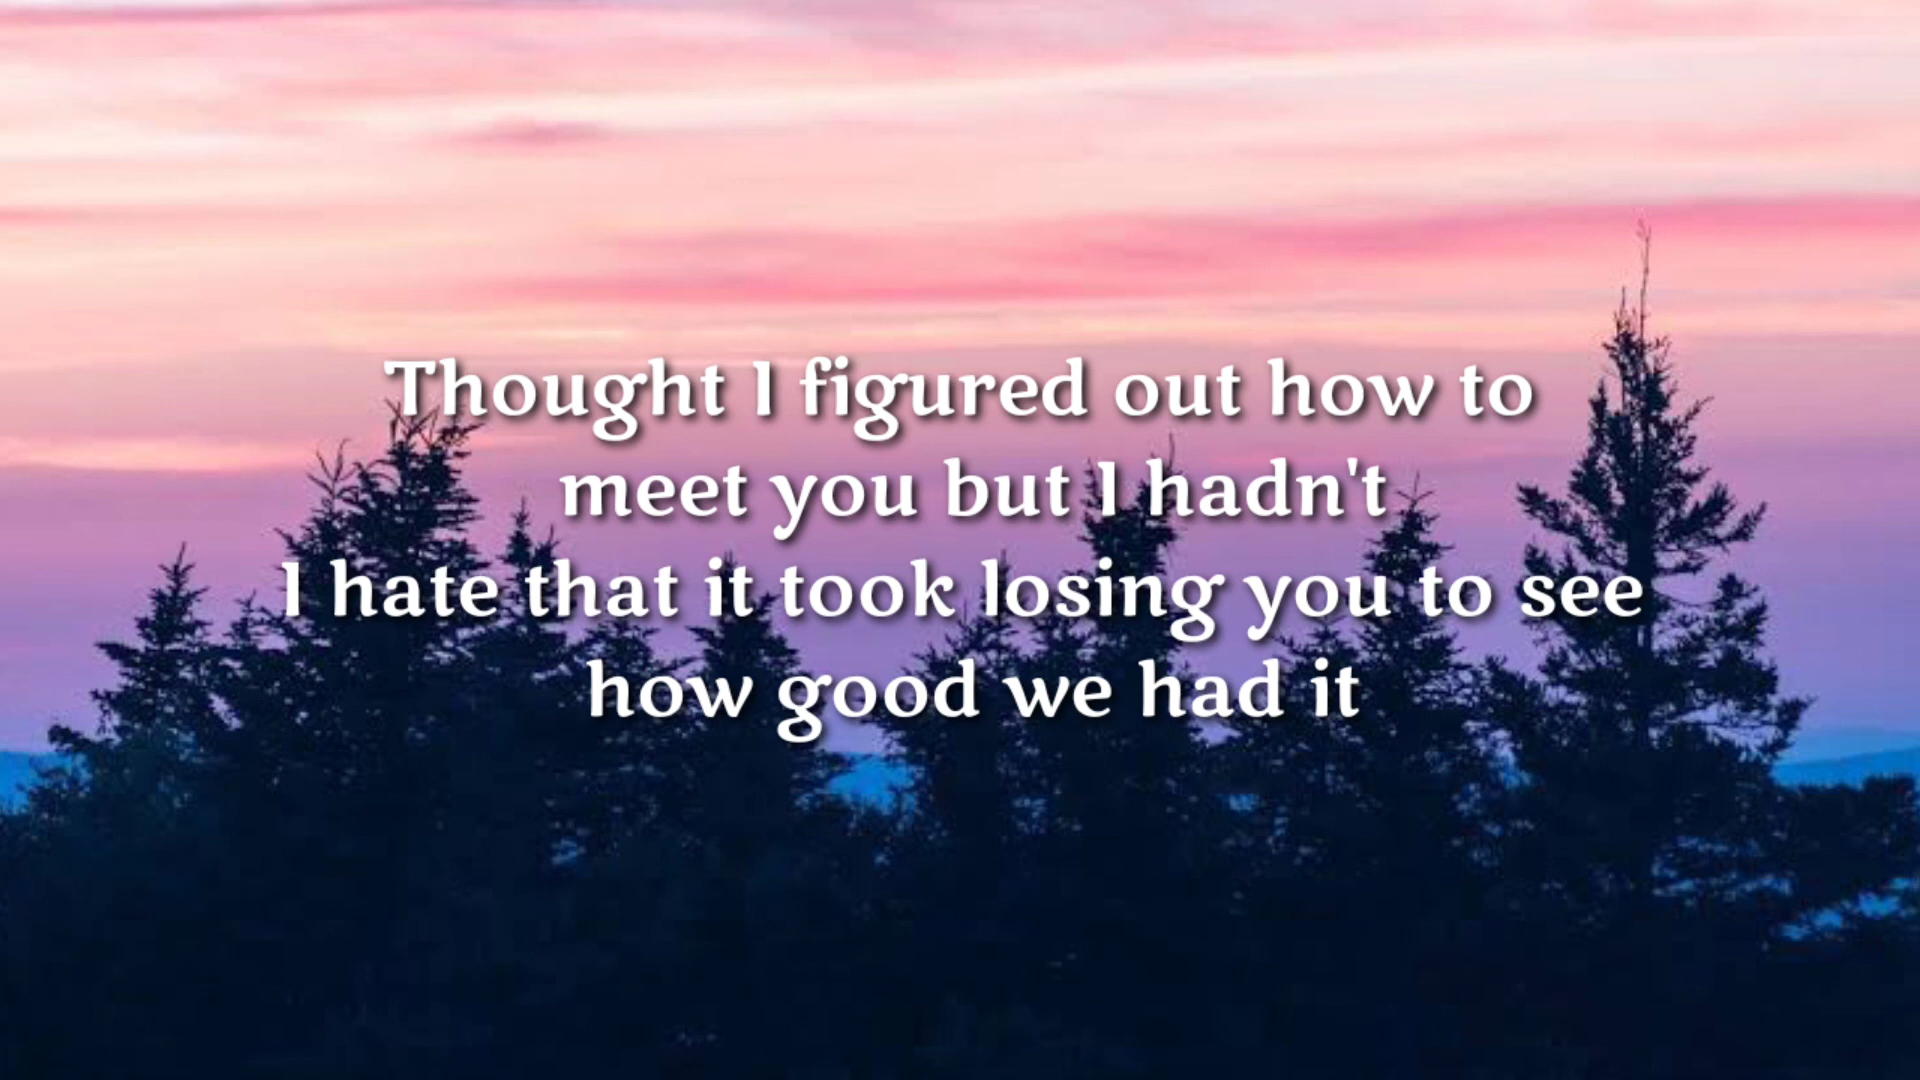 Thought I figured out how to
meet you but I hadn't
I hate that it took losing you to see
how good we had it